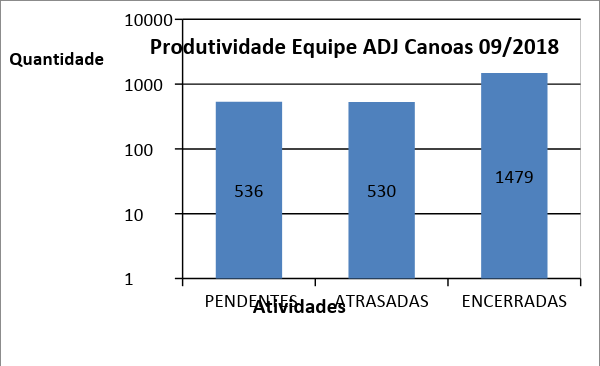 10000
Produtividade Equipe ADJ Canoas 09/2018
Quantidade
1000
100
536
530
1479
10
1
PENDENTES
ATRASADAS
ENCERRADAS
Atividades